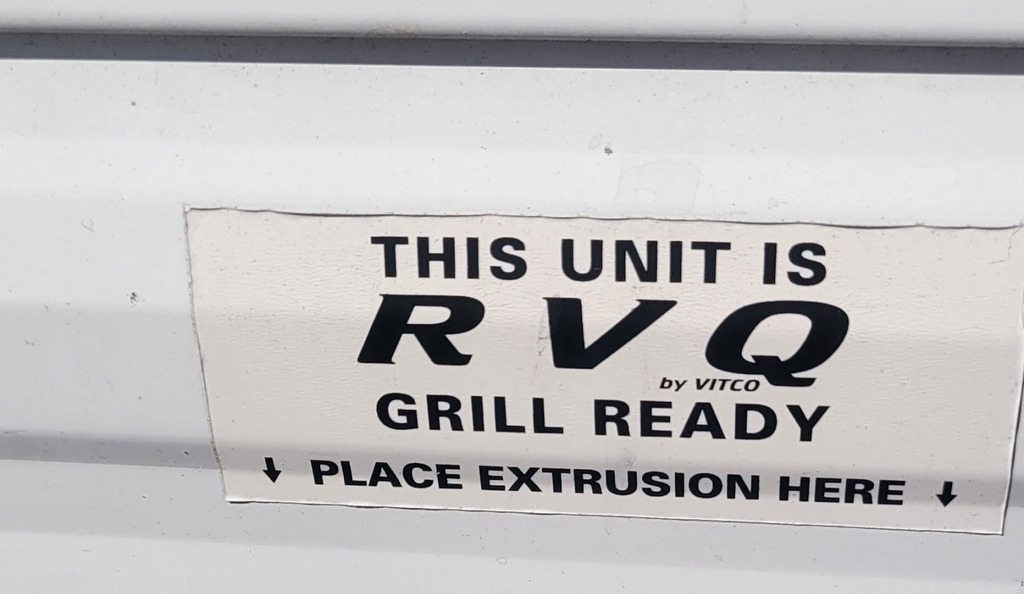 THIS UNIT IS
RVQ
by VITCO
GRILL READY
↓ PLACE EXTRUSION HERE ↓